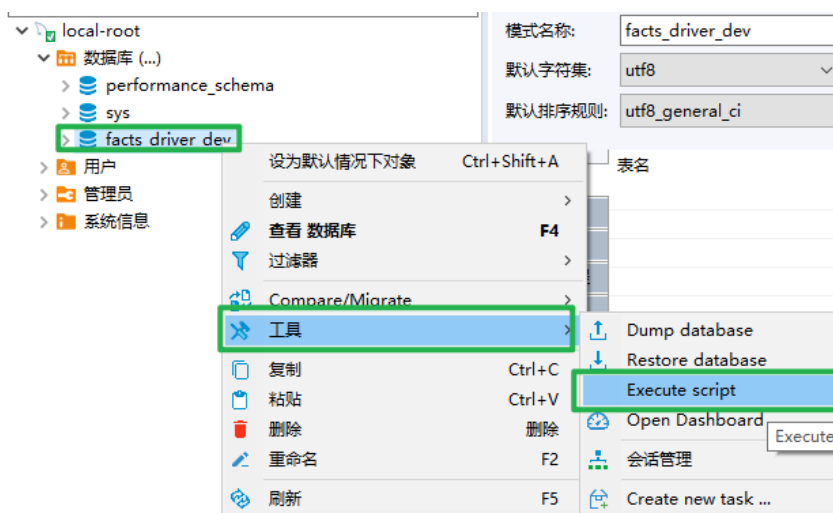 local-root
数据库 (...)
performance_schema
sys
facts_driver_dev
用户
管理员
系统信息
模式名称: facts_driver_dev
默认字符集: utf8
默认排序规则: utf8_general_ci
表名
设为默认情况下对象 Ctrl+Shift+A
创建
查看 数据库 F4
过滤器
Compare/Migrate
工具
复制 Ctrl+C
粘贴 Ctrl+V
删除 删除
重命名 F2
刷新 F5
Dump database
Restore database
Execute script
Open Dashboard
Execute
会话管理
Create new task ...